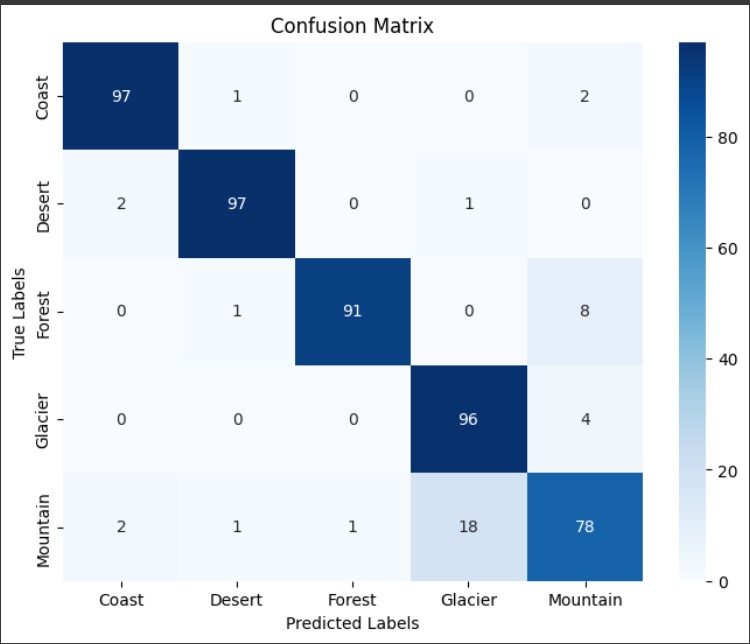 Confusion Matrix
Coast 97 1 0 0 2
Desert 2 97 0 1 0
Forest 0 1 91 0 8
Glacier 0 0 0 96 4
Mountain 2 1 1 18 78
Coast Desert Forest Glacier Mountain
Predicted Labels
True Labels
80
60
40
20
0